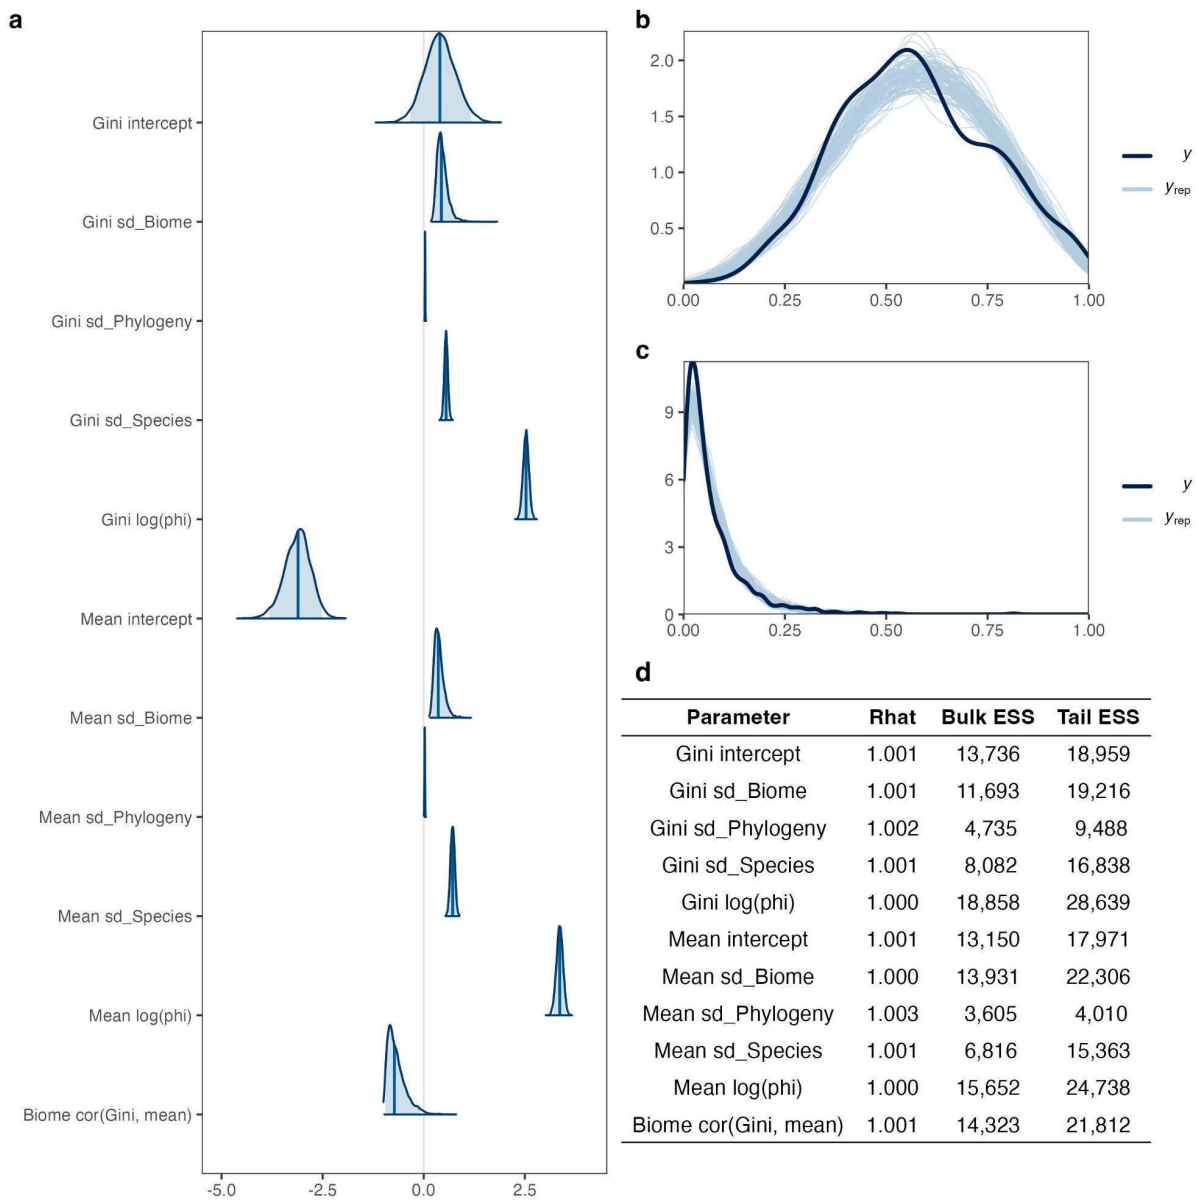 a
Gini intercept
Gini sd_Biome
Gini sd_Phylogeny
Gini sd_Species
Gini log(phi)
Mean intercept
Mean sd_Biome
Mean sd_Phylogeny
Mean sd_Species
Mean log(phi)
Biome cor(Gini, mean)
-5.0 -2.5 0.0 2.5
b
2.0
1.5
1.0
0.5
0.00 0.25 0.50 0.75 1.00
y
yrep
c
9
6
3
0
0.00 0.25 0.50 0.75 1.00
y
yrep
d
Parameter Rhat Bulk ESS Tail ESS
Gini intercept 1.001 13,736 18,959
Gini sd_Biome 1.001 11,693 19,216
Gini sd_Phylogeny 1.002 4,735 9,488
Gini sd_Species 1.001 8,082 16,838
Gini log(phi) 1.000 18,858 28,639
Mean intercept 1.001 13,150 17,971
Mean sd_Biome 1.000 13,931 22,306
Mean sd_Phylogeny 1.003 3,605 4,010
Mean sd_Species 1.001 6,816 15,363
Mean log(phi) 1.000 15,652 24,738
Biome cor(Gini, mean) 1.001 14,323 21,812